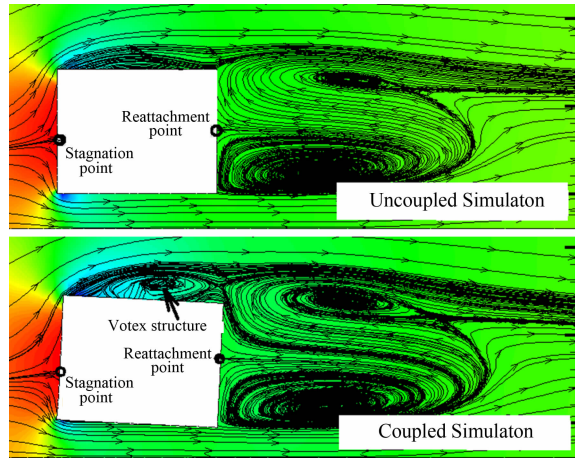 Reattachment
point
Stagnation
point
Uncoupled Simulaton
Votex structure
Reattachment
point
Stagnation
point
Coupled Simulaton